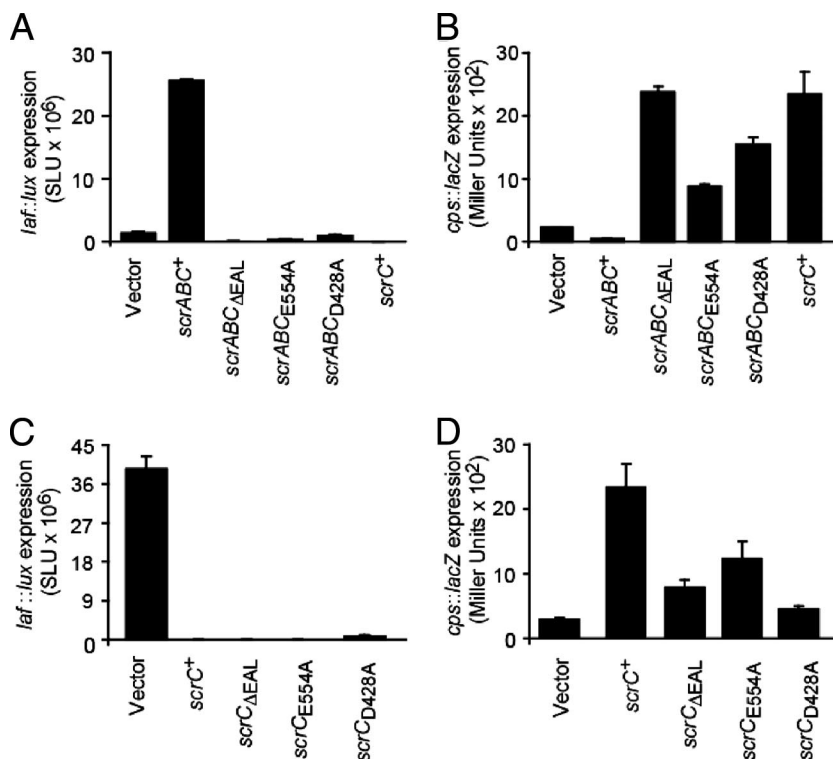 A
laf::lux expression
(SLU x 10⁶)
30
20
10
0
Vector
scrABC⁺
scrABCΔEAL
scrABCE554A
scrABCD428A
scrC⁺
B
cps::lacZ expression
(Miller Units x 10²)
30
20
10
0
Vector
scrABC⁺
scrABCΔEAL
scrABCE554A
scrABCD428A
scrC⁺
C
laf::lux expression
(SLU x 10⁶)
45
36
27
18
9
0
Vector
scrC⁺
scrCΔEAL
scrCE554A
scrCD428A
D
cps::lacZ expression
(Miller Units x 10²)
30
20
10
0
Vector
scrC⁺
scrCΔEAL
scrCE554A
scrCD428A